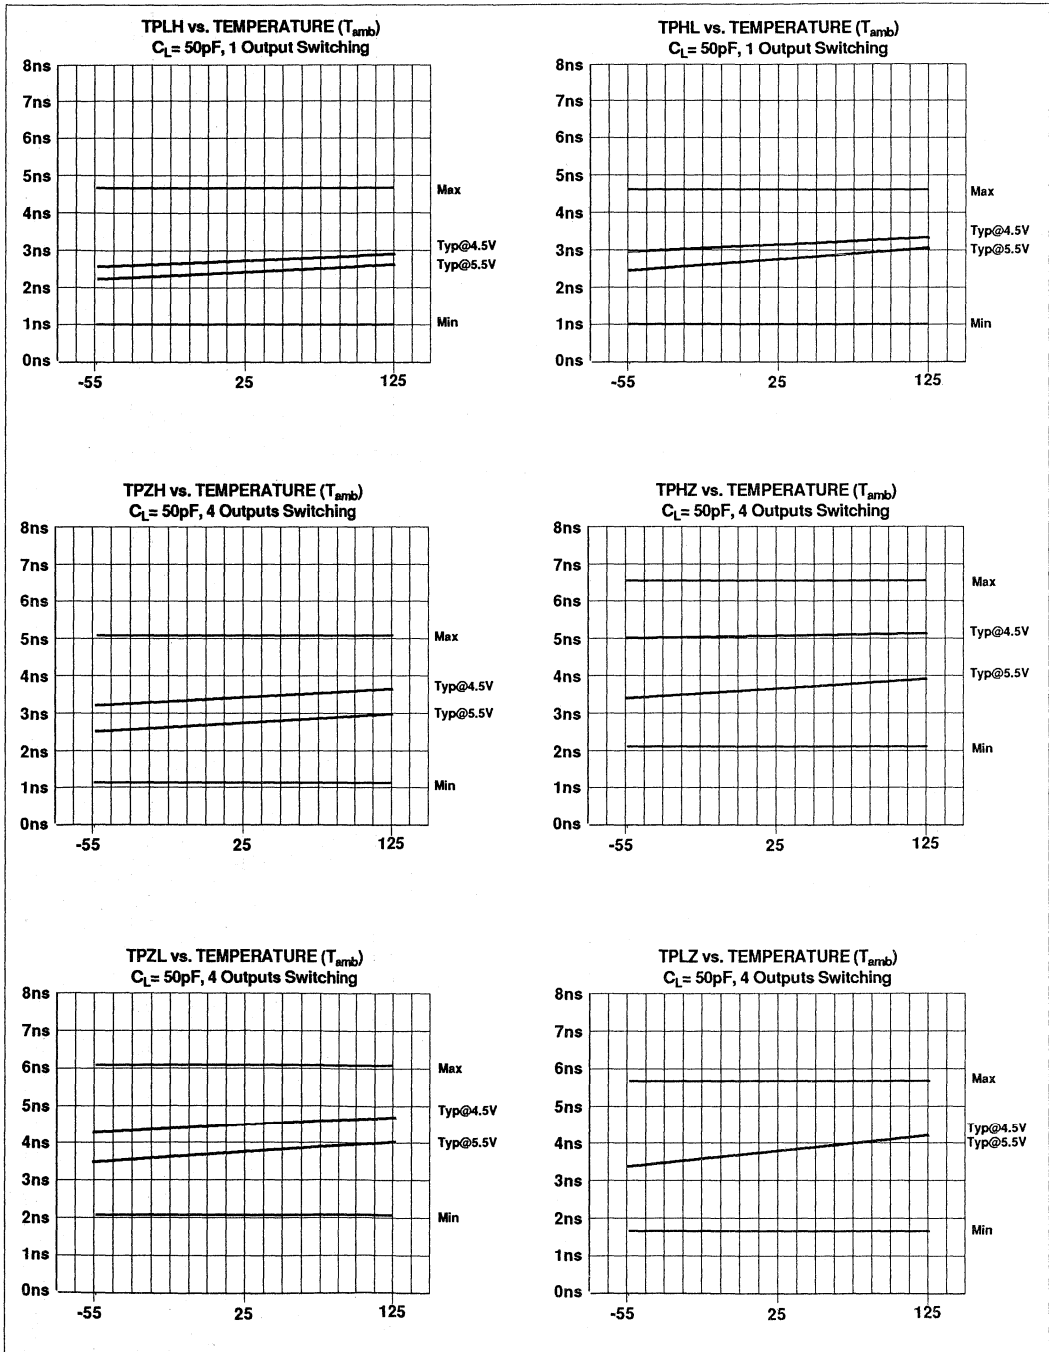 TPLH vs. TEMPERATURE (Tamb)
CL= 50pF, 1 Output Switching
8ns
7ns
6ns
5ns
4ns
3ns
2ns
1ns
0ns
Max
Typ@4.5V
Typ@5.5V
Min
-55
25
125
TPHL vs. TEMPERATURE (Tamb)
CL= 50pF, 1 Output Switching
8ns
7ns
6ns
5ns
4ns
3ns
2ns
1ns
0ns
Max
Typ@4.5V
Typ@5.5V
Min
-55
25
125
TPZH vs. TEMPERATURE (Tamb)
CL= 50pF, 4 Outputs Switching
8ns
7ns
6ns
5ns
4ns
3ns
2ns
1ns
0ns
Max
Typ@4.5V
Typ@5.5V
Min
-55
25
125
TPHZ vs. TEMPERATURE (Tamb)
CL= 50pF, 4 Outputs Switching
8ns
7ns
6ns
5ns
4ns
3ns
2ns
1ns
0ns
Max
Typ@4.5V
Typ@5.5V
Min
-55
25
125
TPZL vs. TEMPERATURE (Tamb)
CL= 50pF, 4 Outputs Switching
8ns
7ns
6ns
5ns
4ns
3ns
2ns
1ns
0ns
Max
Typ@4.5V
Typ@5.5V
Min
-55
25
125
TPLZ vs. TEMPERATURE (Tamb)
CL= 50pF, 4 Outputs Switching
8ns
7ns
6ns
5ns
4ns
3ns
2ns
1ns
0ns
Max
Typ@4.5V
Typ@5.5V
Min
-55
25
125